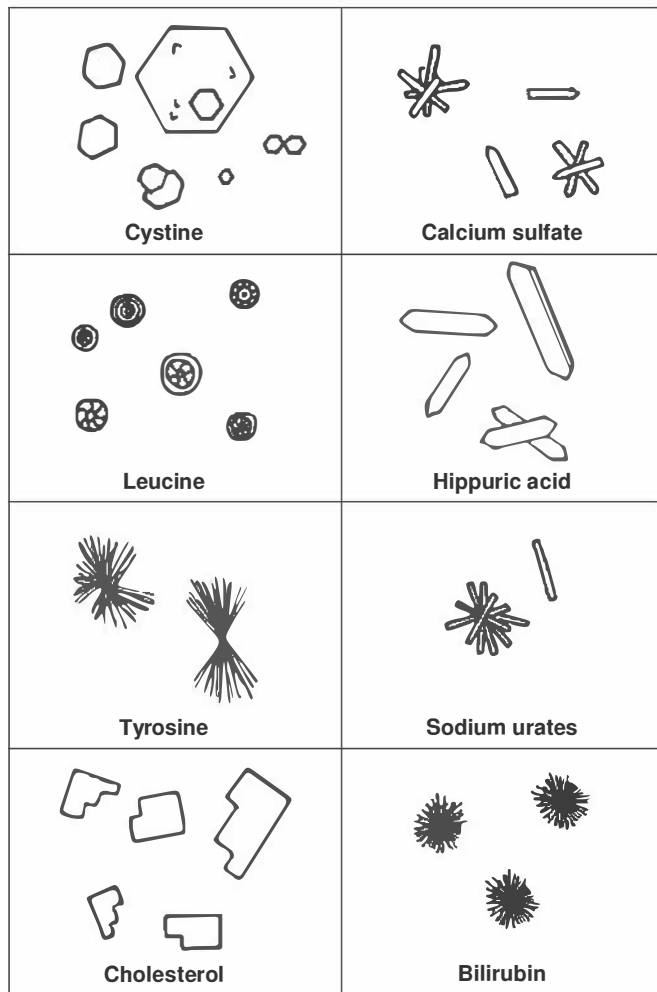 Cystine
Calcium sulfate
Leucine
Hippuric acid
Tyrosine
Sodium urates
Cholesterol
Bilirubin